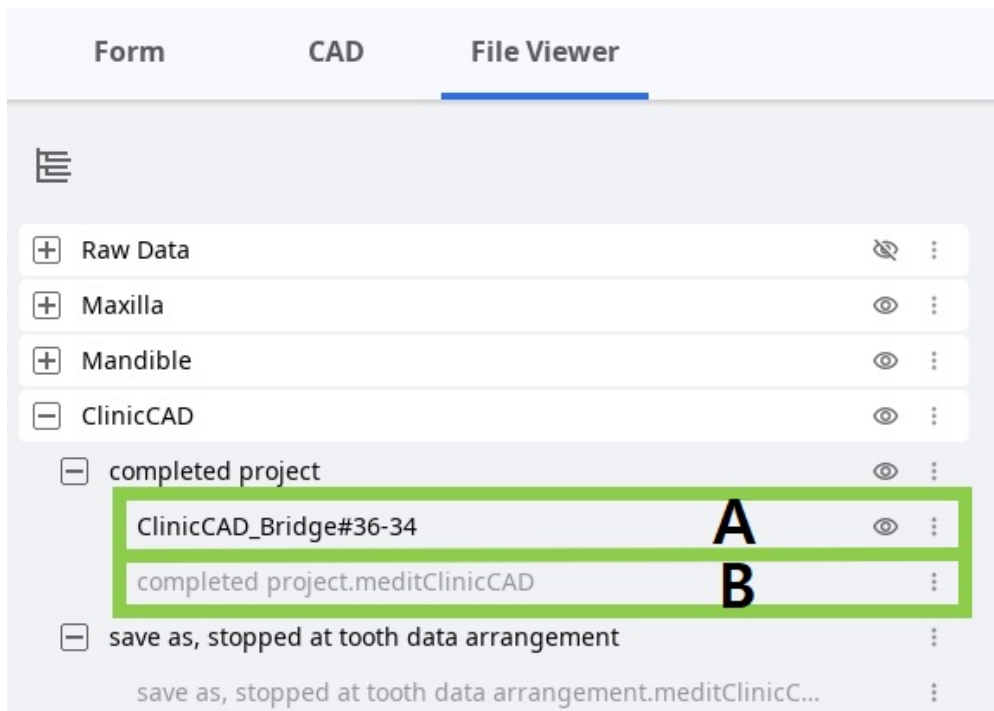 Form CAD File Viewer
Raw Data
Maxilla
Mandible
ClinicCAD
completed project
ClinicCAD_Bridge#36-34 A
completed project.meditClinicCAD B
save as, stopped at tooth data arrangement
save as, stopped at tooth data arrangement.meditClinicC...